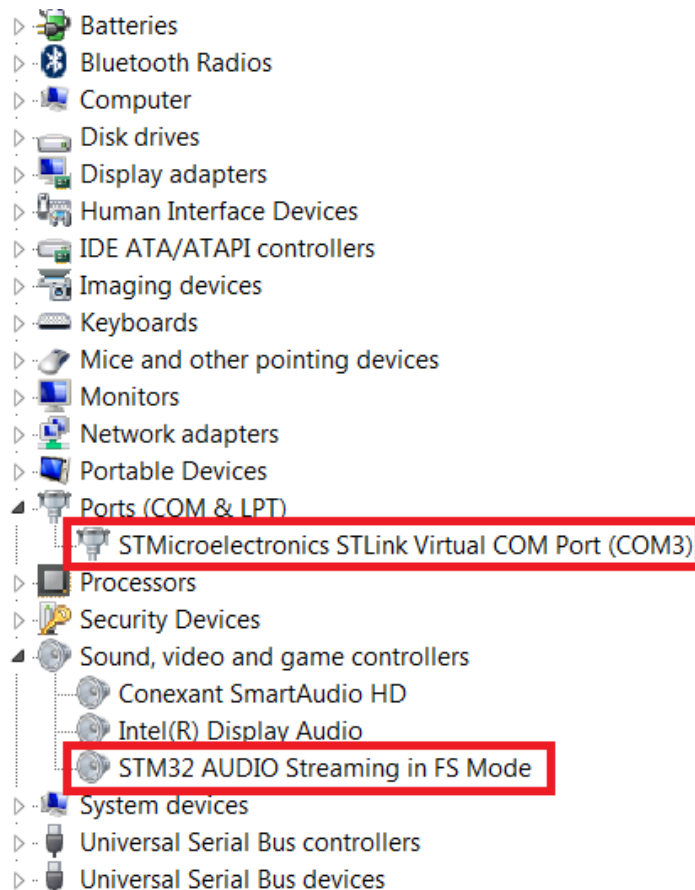 Batteries
Bluetooth Radios
Computer
Disk drives
Display adapters
Human Interface Devices
IDE ATA/ATAPI controllers
Imaging devices
Keyboards
Mice and other pointing devices
Monitors
Network adapters
Portable Devices
Ports (COM & LPT)
STMicroelectronics STLink Virtual COM Port (COM3)
Processors
Security Devices
Sound, video and game controllers
Conexant SmartAudio HD
Intel(R) Display Audio
STM32 AUDIO Streaming in FS Mode
System devices
Universal Serial Bus controllers
Universal Serial Bus devices